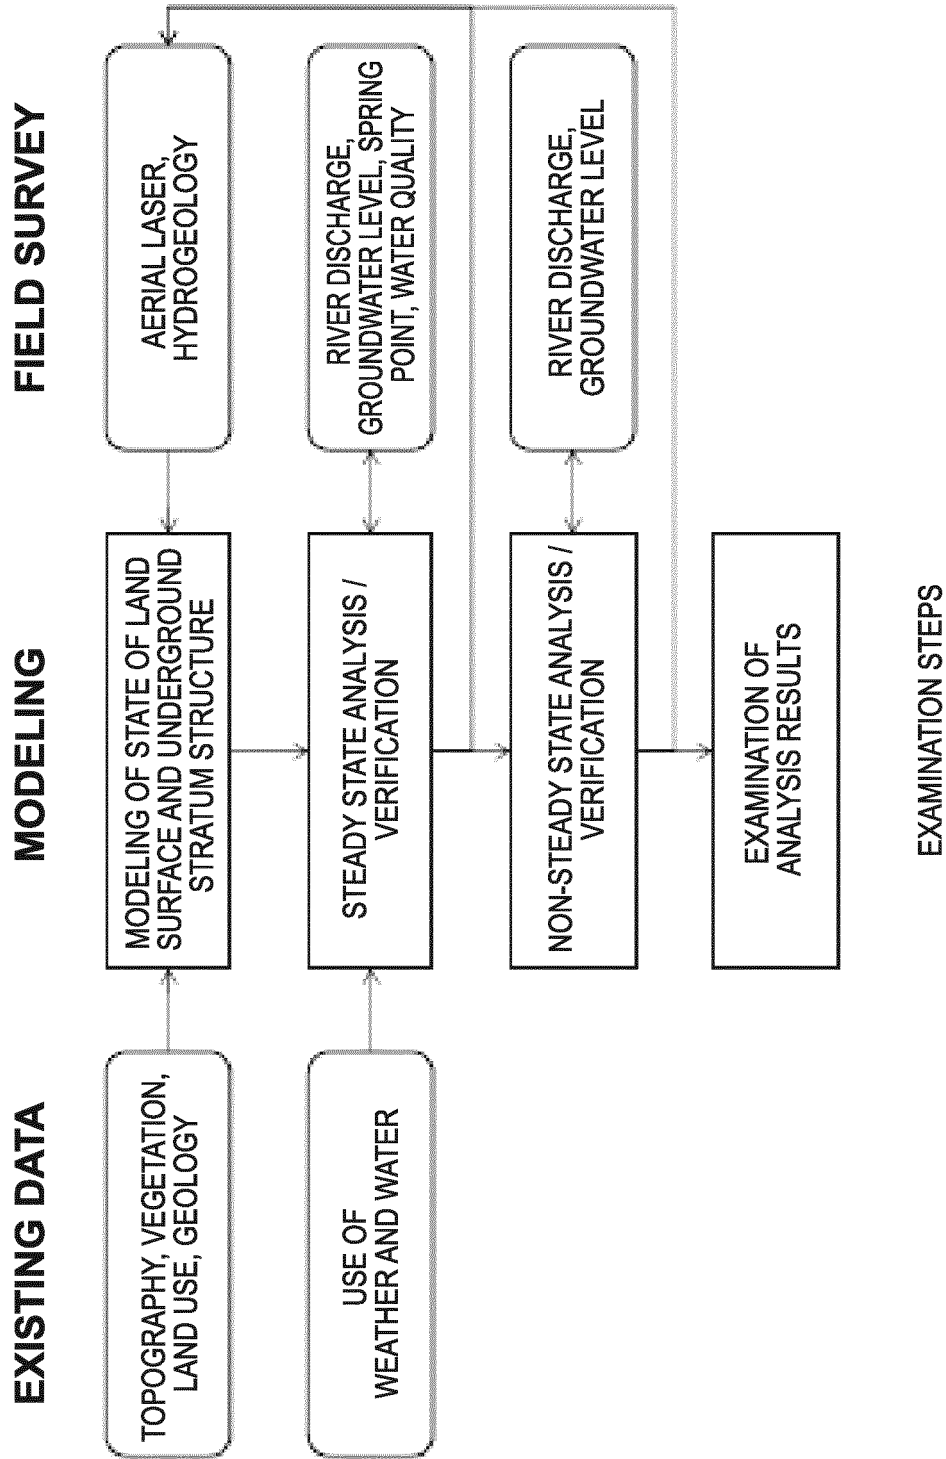 EXISTING DATA
MODELING
FIELD SURVEY
TOPOGRAPHY, VEGETATION,
LAND USE, GEOLOGY
MODELING OF STATE OF LAND
SURFACE AND UNDERGROUND
STRATUM STRUCTURE
AERIAL LASER,
HYDROGEOLOGY
USE OF
WEATHER AND WATER
STEADY STATE ANALYSIS /
VERIFICATION
RIVER DISCHARGE,
GROUNDWATER LEVEL, SPRING
POINT, WATER QUALITY
NON-STEADY STATE ANALYSIS /
VERIFICATION
RIVER DISCHARGE,
GROUNDWATER LEVEL
EXAMINATION OF
ANALYSIS RESULTS
EXAMINATION STEPS